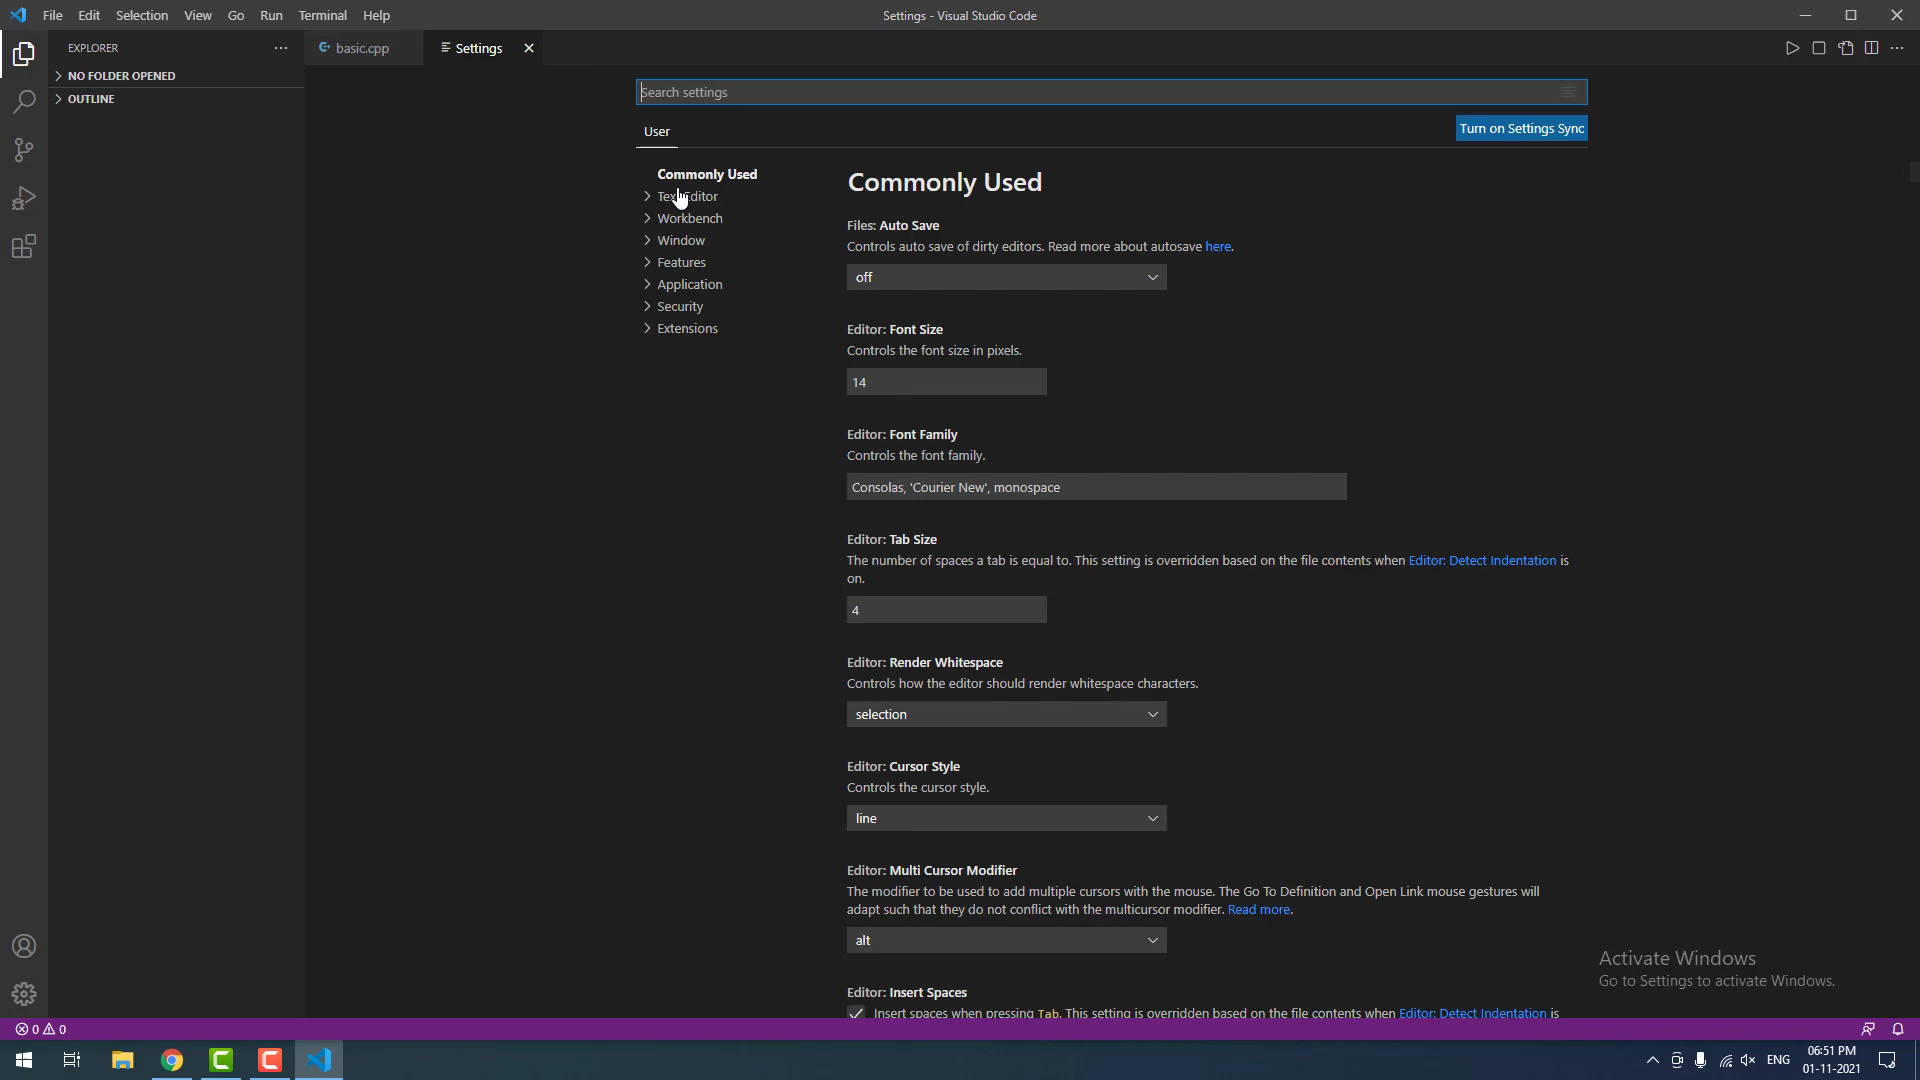 File Edit Selection View Go Run Terminal Help
Settings - Visual Studio Code
EXPLORER
basic.cpp
Settings
NO FOLDER OPENED
OUTLINE
Search settings
User
Turn on Settings Sync
Commonly Used
Text Editor
Workbench
Window
Features
Application
Security
Extensions
Commonly Used
Files: Auto Save
Controls auto save of dirty editors. Read more about autosave here.
off
Editor: Font Size
Controls the font size in pixels.
14
Editor: Font Family
Controls the font family.
Consolas, 'Courier New', monospace
Editor: Tab Size
The number of spaces a tab is equal to. This setting is overridden based on the file contents when Editor: Detect Indentation is
on.
4
Editor: Render Whitespace
Controls how the editor should render whitespace characters.
selection
Editor: Cursor Style
Controls the cursor style.
line
Editor: Multi Cursor Modifier
The modifier to be used to add multiple cursors with the mouse. The Go To Definition and Open Link mouse gestures will
adapt such that they do not conflict with the multicursor modifier. Read more.
alt
Editor: Insert Spaces
Insert spaces when pressing Tab. This setting is overridden based on the file contents when Editor: Detect Indentation is
Activate Windows
Go to Settings to activate Windows.
0 0
ENG
06:51 PM
01-11-2021